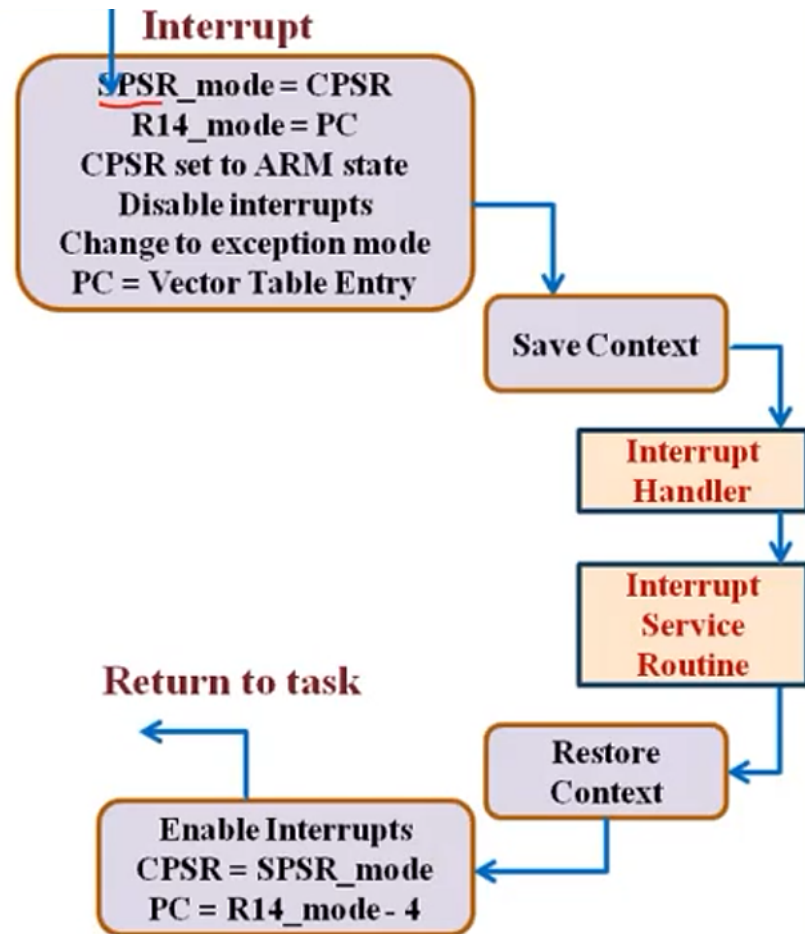 Interrupt
SPSR_mode = CPSR
R14_mode = PC
CPSR set to ARM state
Disable interrupts
Change to exception mode
PC = Vector Table Entry
Save Context
Interrupt
Handler
Interrupt
Service
Routine
Return to task
Restore
Context
Enable Interrupts
CPSR = SPSR_mode
PC = R14_mode - 4